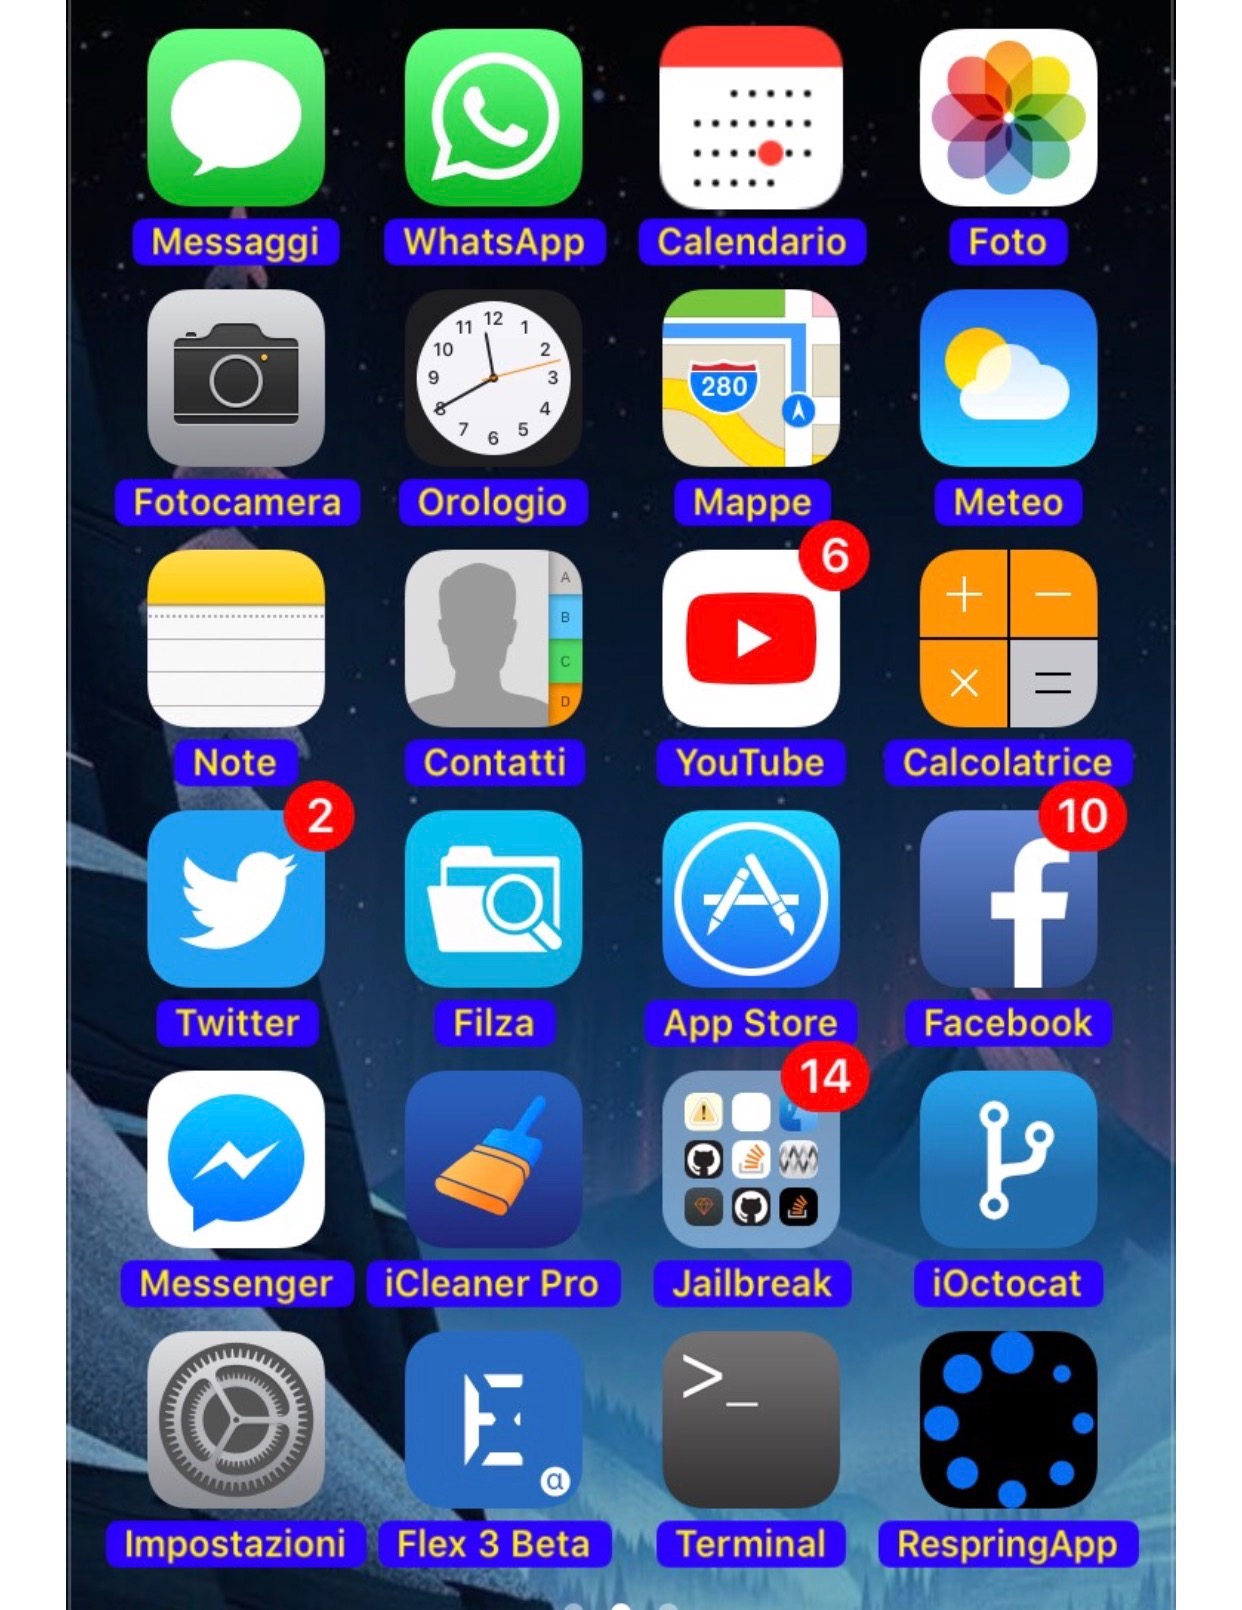 Messaggi
WhatsApp
Calendario
Foto
12
11 1
10 2
9 3
8 4
7 5
6
280
Fotocamera
Orologio
Mappe
Meteo
A
B
C
D
6
Note
Contatti
YouTube
Calcolatrice
2
10
Twitter
Filza
App Store
Facebook
14
Messenger
iCleaner Pro
Jailbreak
iOctocat
>_
α
Impostazioni
Flex 3 Beta
Terminal
RespringApp